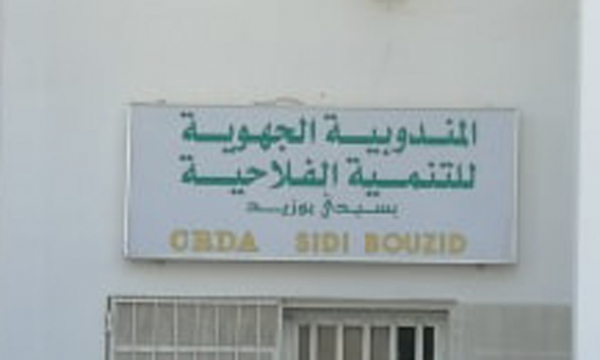 المندوبية الجهوية
للتنمية الفلاحية
بسيدي بوزيد
CRDA SIDI BOUZID